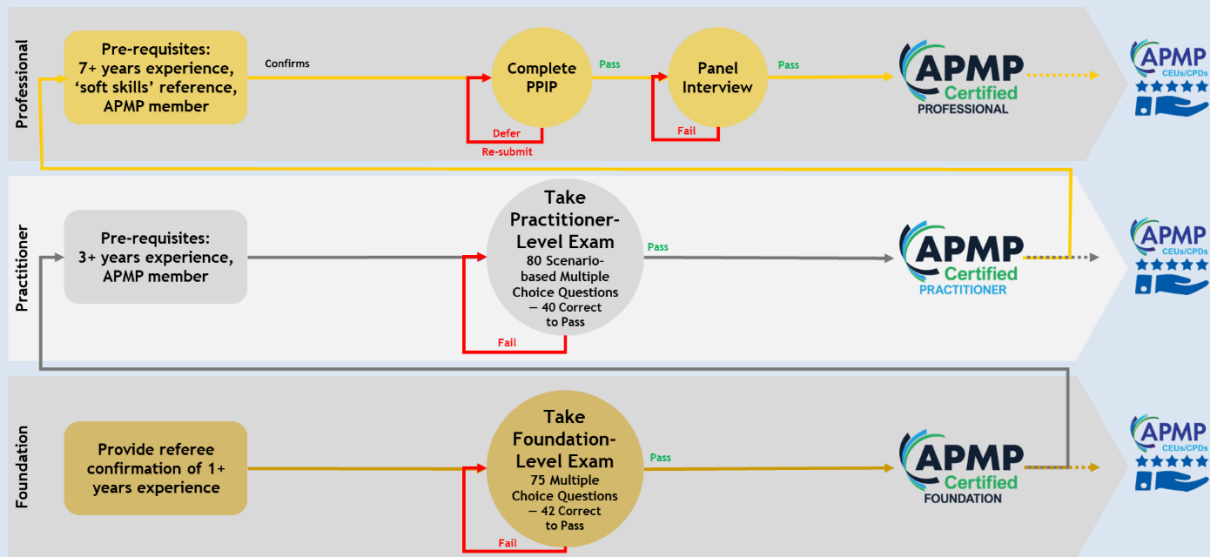 Professional
Pre-requisites:
7+ years experience,
‘soft skills’ reference,
APMP member
Confirms
Complete
PPIP
Defer
Re-submit
Pass
Panel
Interview
Fail
Pass
APMP
Certified
PROFESSIONAL
APMP
CEUs/CPDs
Practitioner
Pre-requisites:
3+ years experience,
APMP member
Take
Practitioner-
Level Exam
80 Scenario-
based Multiple
Choice Questions
— 40 Correct
to Pass
Fail
Pass
APMP
Certified
PRACTITIONER
APMP
CEUs/CPDs
Foundation
Provide referee
confirmation of 1+
years experience
Take
Foundation-
Level Exam
75 Multiple
Choice Questions
— 42 Correct
to Pass
Fail
Pass
APMP
Certified
FOUNDATION
APMP
CEUs/CPDs